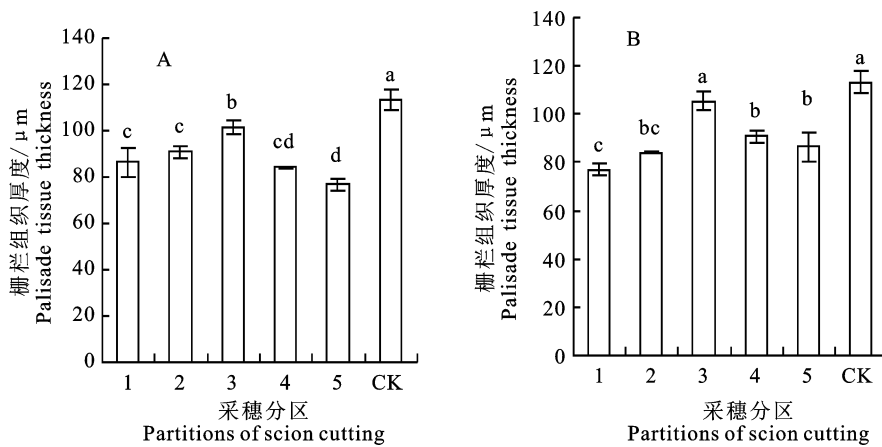 栅栏组织厚度/μm
Palisade tissue thickness
140
120
100
80
60
40
20
0
A
c
c
b
cd
d
a
1 2 3 4 5 CK
采穗分区
Partitions of scion cutting
栅栏组织厚度/μm
Palisade tissue thickness
140
120
100
80
60
40
20
0
B
c
bc
a
b
b
a
1 2 3 4 5 CK
采穗分区
Partitions of scion cutting